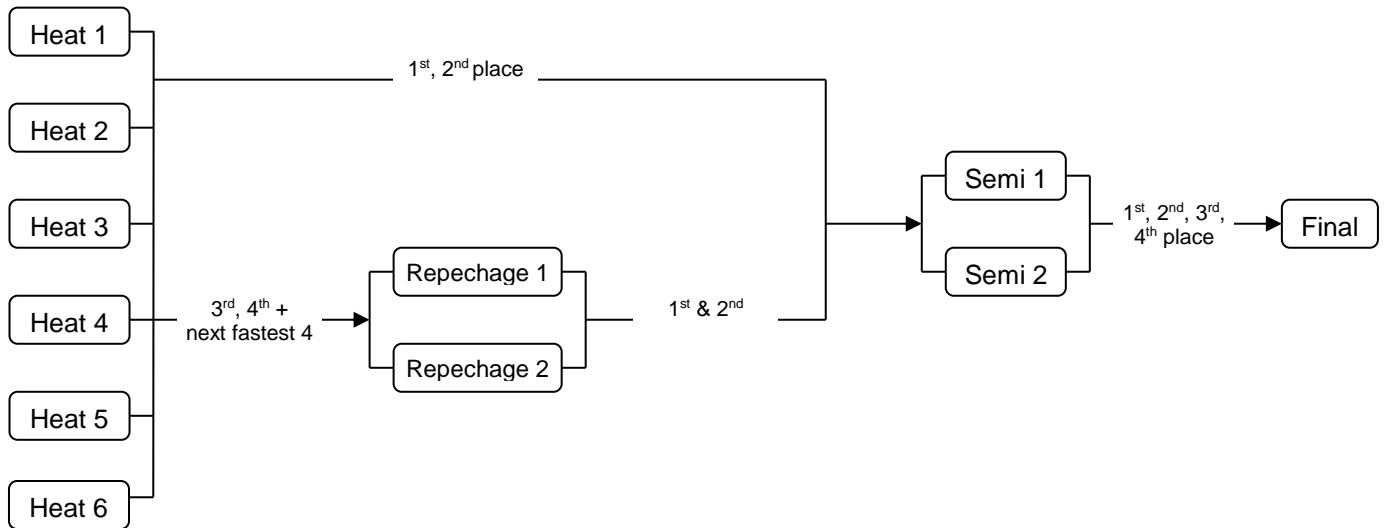 Heat 1
1st, 2nd place
Heat 2
Semi 1
Heat 3
1st, 2nd, 3rd,
4th place
Final
Repechage 1
Semi 2
Heat 4
3rd, 4th +
next fastest 4
1st & 2nd
Repechage 2
Heat 5
Heat 6